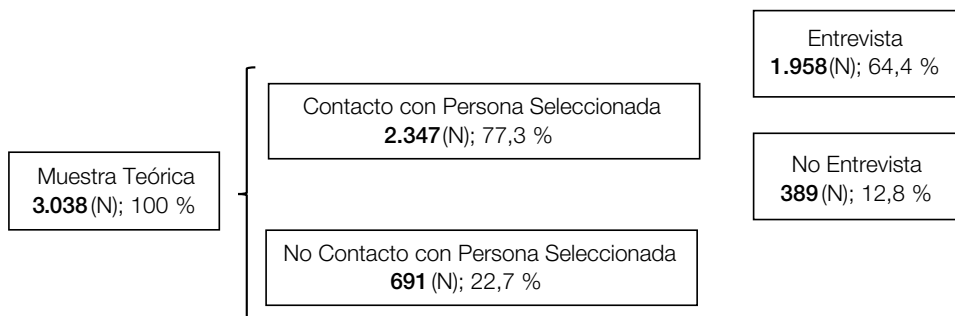 Muestra Teórica
3.038(N); 100 %
Contacto con Persona Seleccionada
2.347(N); 77,3 %
No Contacto con Persona Seleccionada
691 (N); 22,7 %
Entrevista
1.958(N); 64,4 %
No Entrevista
389(N); 12,8 %